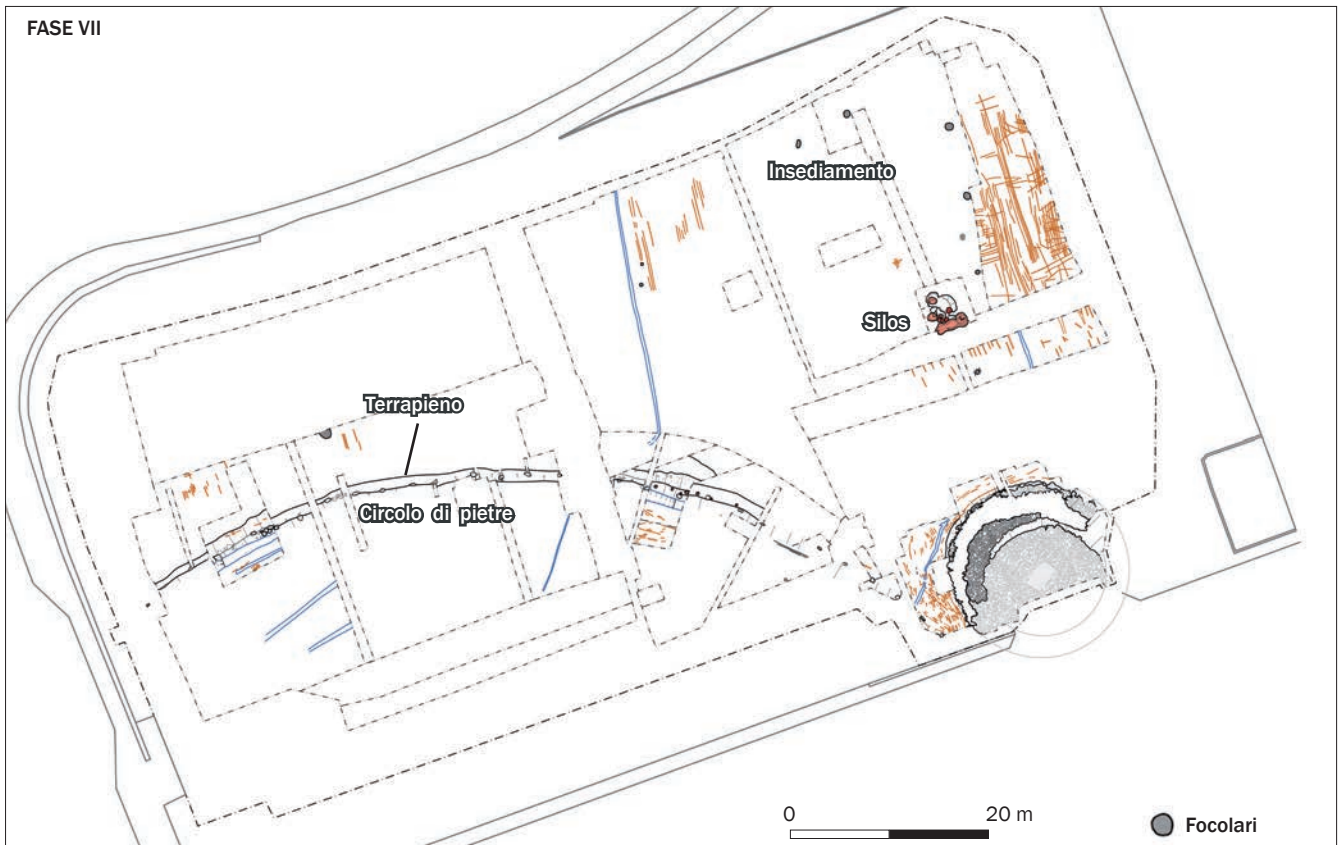 FASE VII
Insediamento
Silos
Terrapieno
Circolo di pietre
0 20 m
Focolari